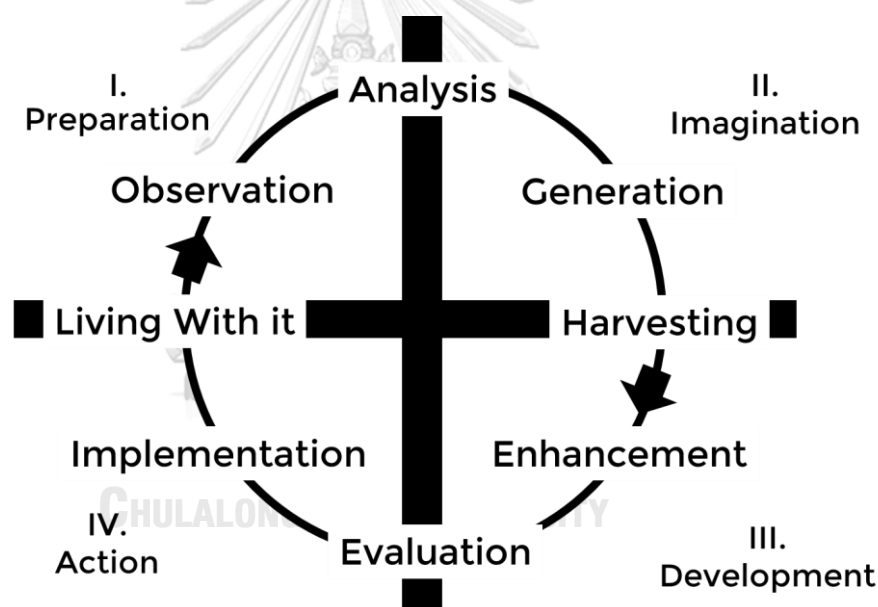 Analysis
I.
Preparation
II.
Imagination
Observation
Generation
Living With it
Harvesting
Implementation
Enhancement
IV.
Action
Evaluation
III.
Development